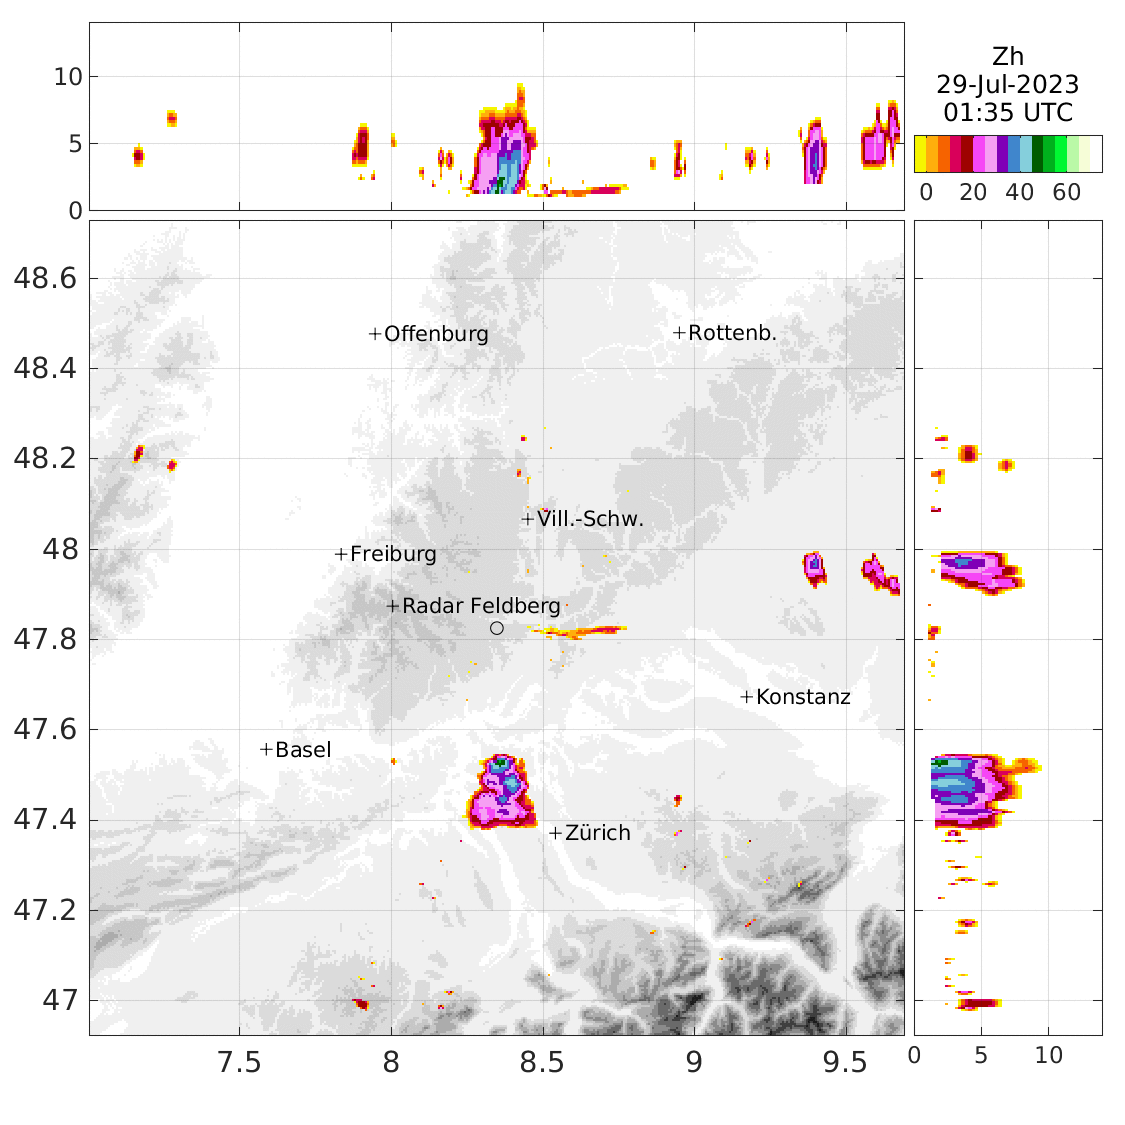 Zh
29-Jul-2023
01:35 UTC
0 20 40 60
10
5
0
48.6
48.4
48.2
48
47.8
47.6
47.4
47.2
47
+Offenburg
+Rottenb.
+Vill.-Schw.
+Freiburg
+Radar Feldberg
+Konstanz
+Basel
+Zürich
7.5 8 8.5 9 9.5
0 5 10